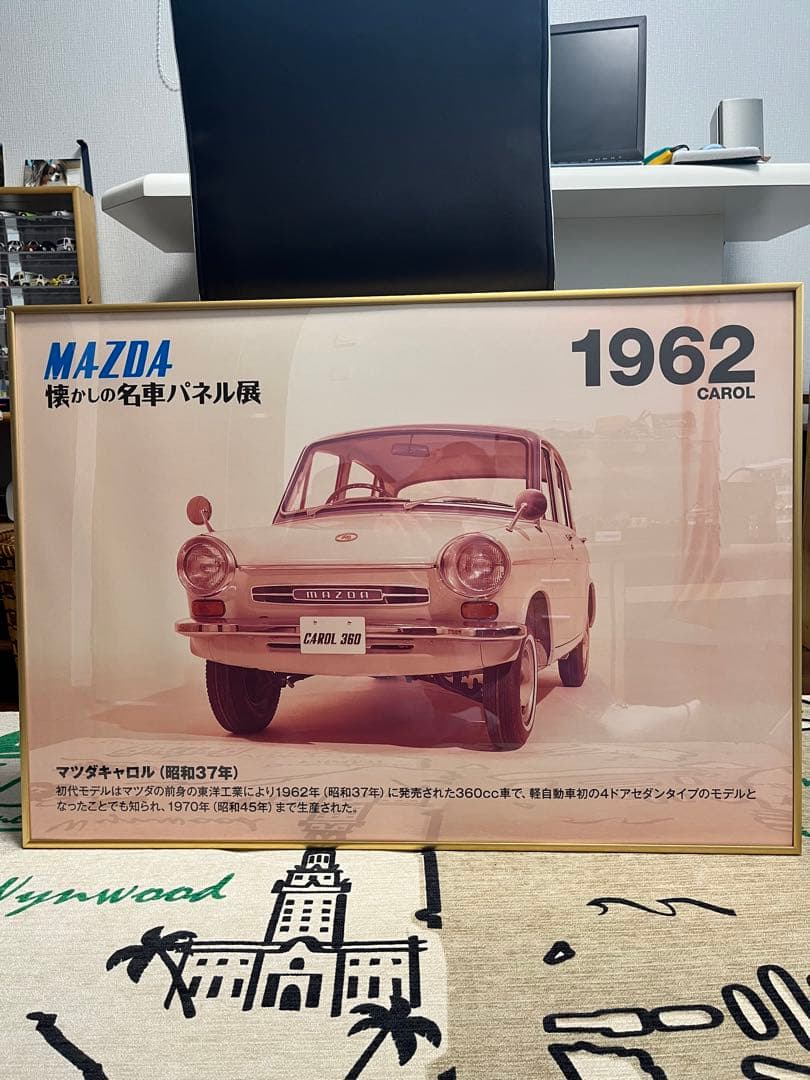 MAZDA
懐かしの名車パネル展
1962
CAROL
MAZDA
CAROL 360
マツダキャロル（昭和37年）
初代モデルはマツダの前身の東洋工業により1962年（昭和37年）に発売された360cc車で、軽自動車初の4ドアセダンタイプのモデルと
なったことでも知られ、1970年（昭和45年）まで生産された。
Wynwood